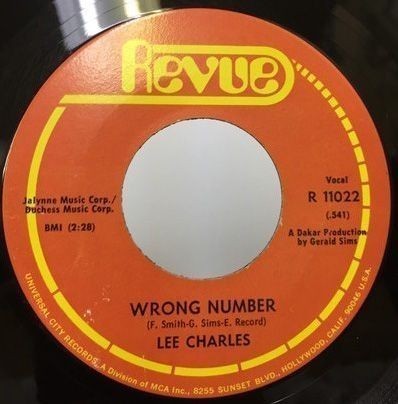 Revue
Vocal
R 11022
(.541)
Jalynne Music Corp./
Duchess Music Corp.
BMI (2:28)
A Dakar Production
by Gerald Sims
WRONG NUMBER
(F. Smith-G. Sims-E. Record)
LEE CHARLES
UNIVERSAL CITY RECORDS, A Division of MCA Inc., 8255 SUNSET BLVD., HOLLYWOOD, CALIF. 90046 U.S.A.